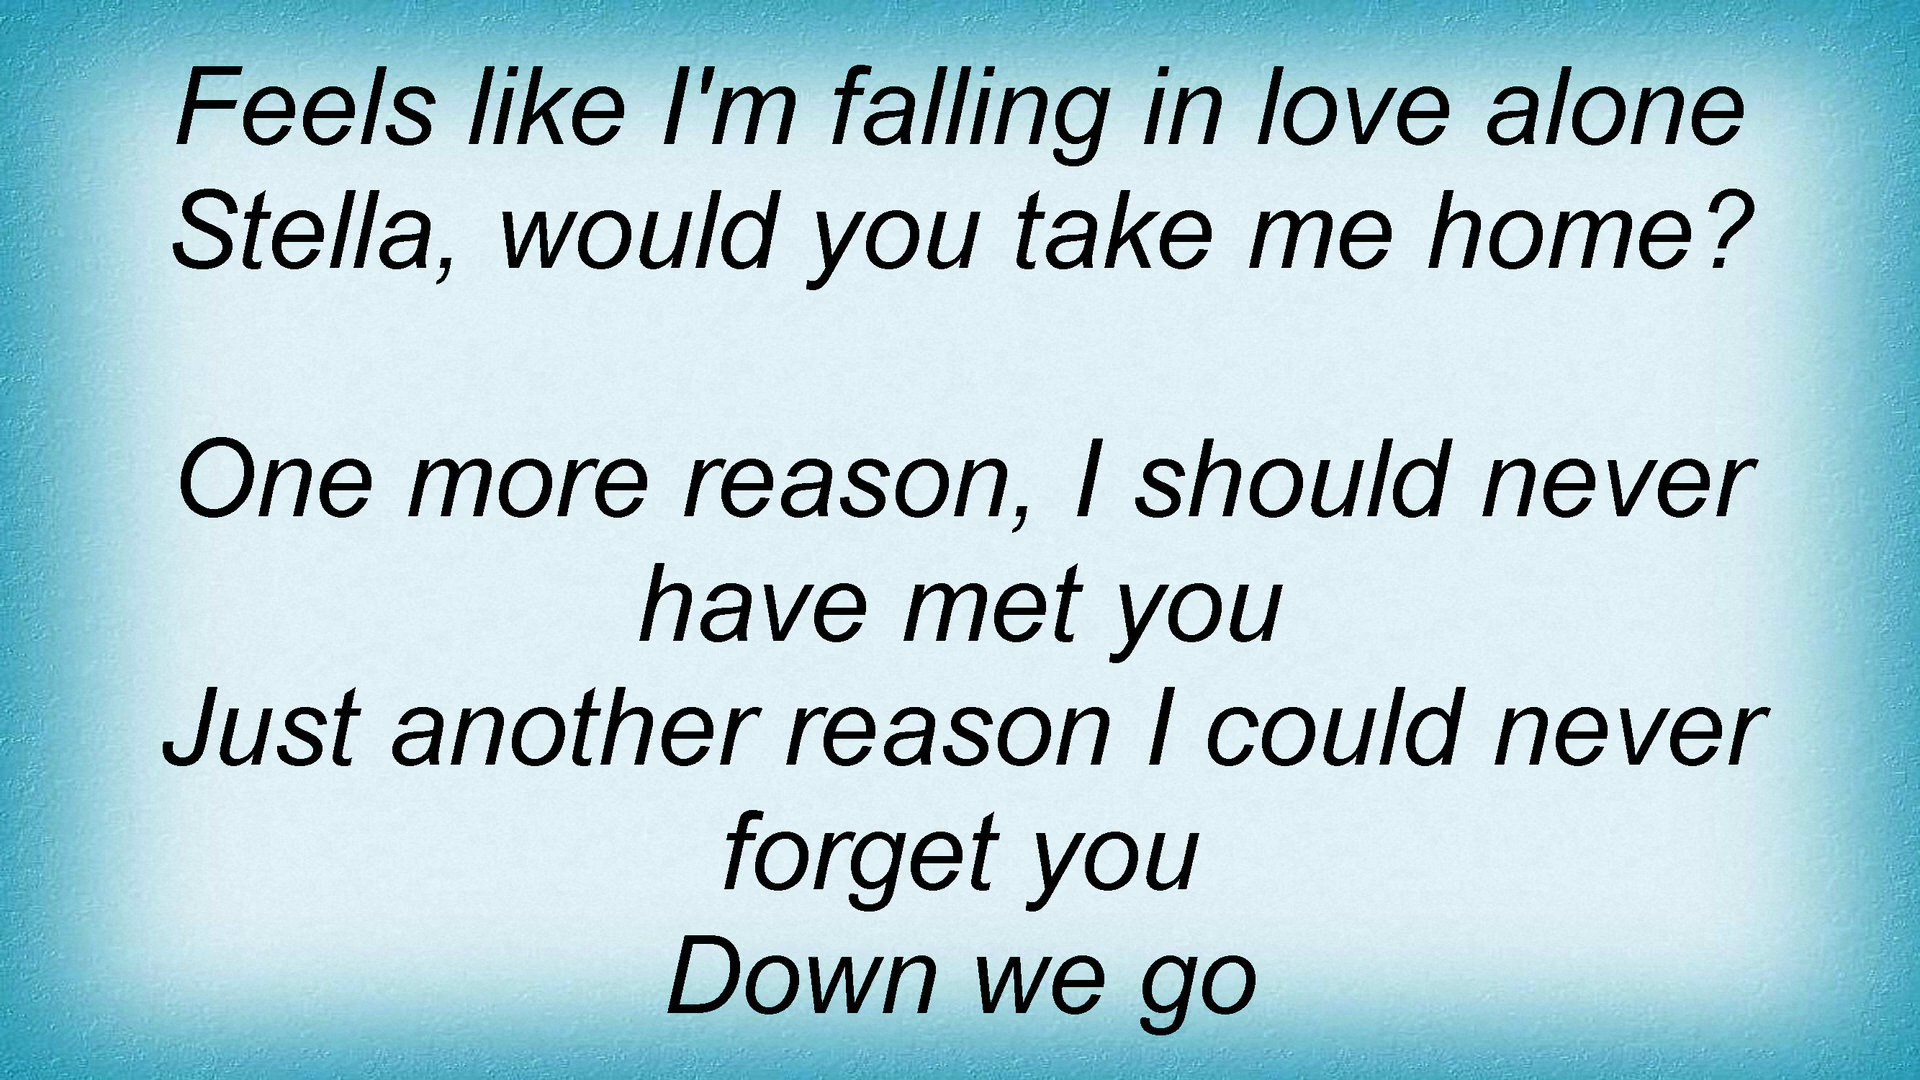 Feels like I'm falling in love alone
Stella, would you take me home?
One more reason, I should never
have met you
Just another reason I could never
forget you
Down we go